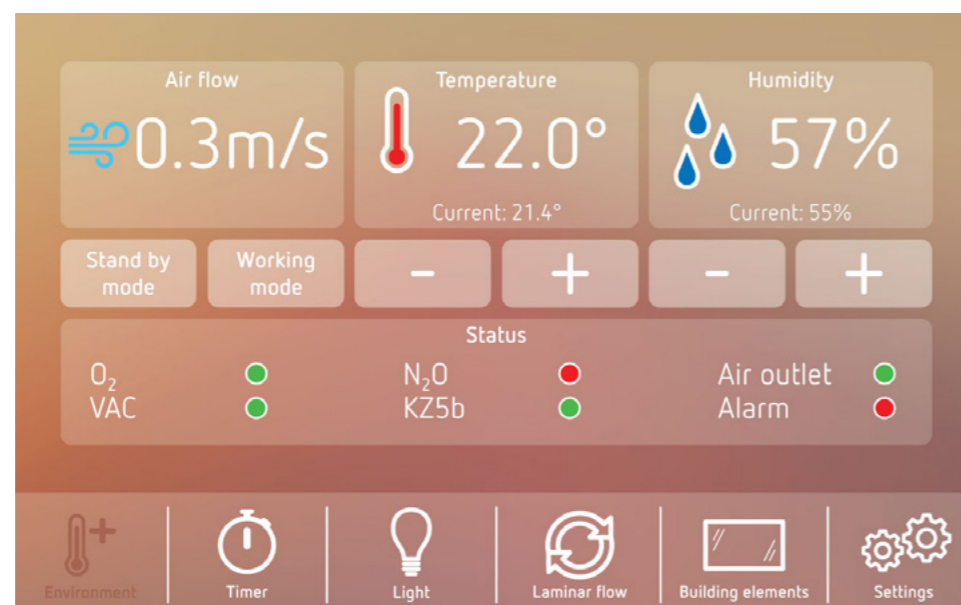 Air flow
Temperature
Humidity
0.3m/s
22.0°
57%
Current: 21.4°
Current: 55%
Stand by
mode
Working
mode
-
+
-
+
Status
O₂
N₂O
Air outlet
VAC
KZ5b
Alarm
Environment
Timer
Light
Laminar flow
Building elements
Settings